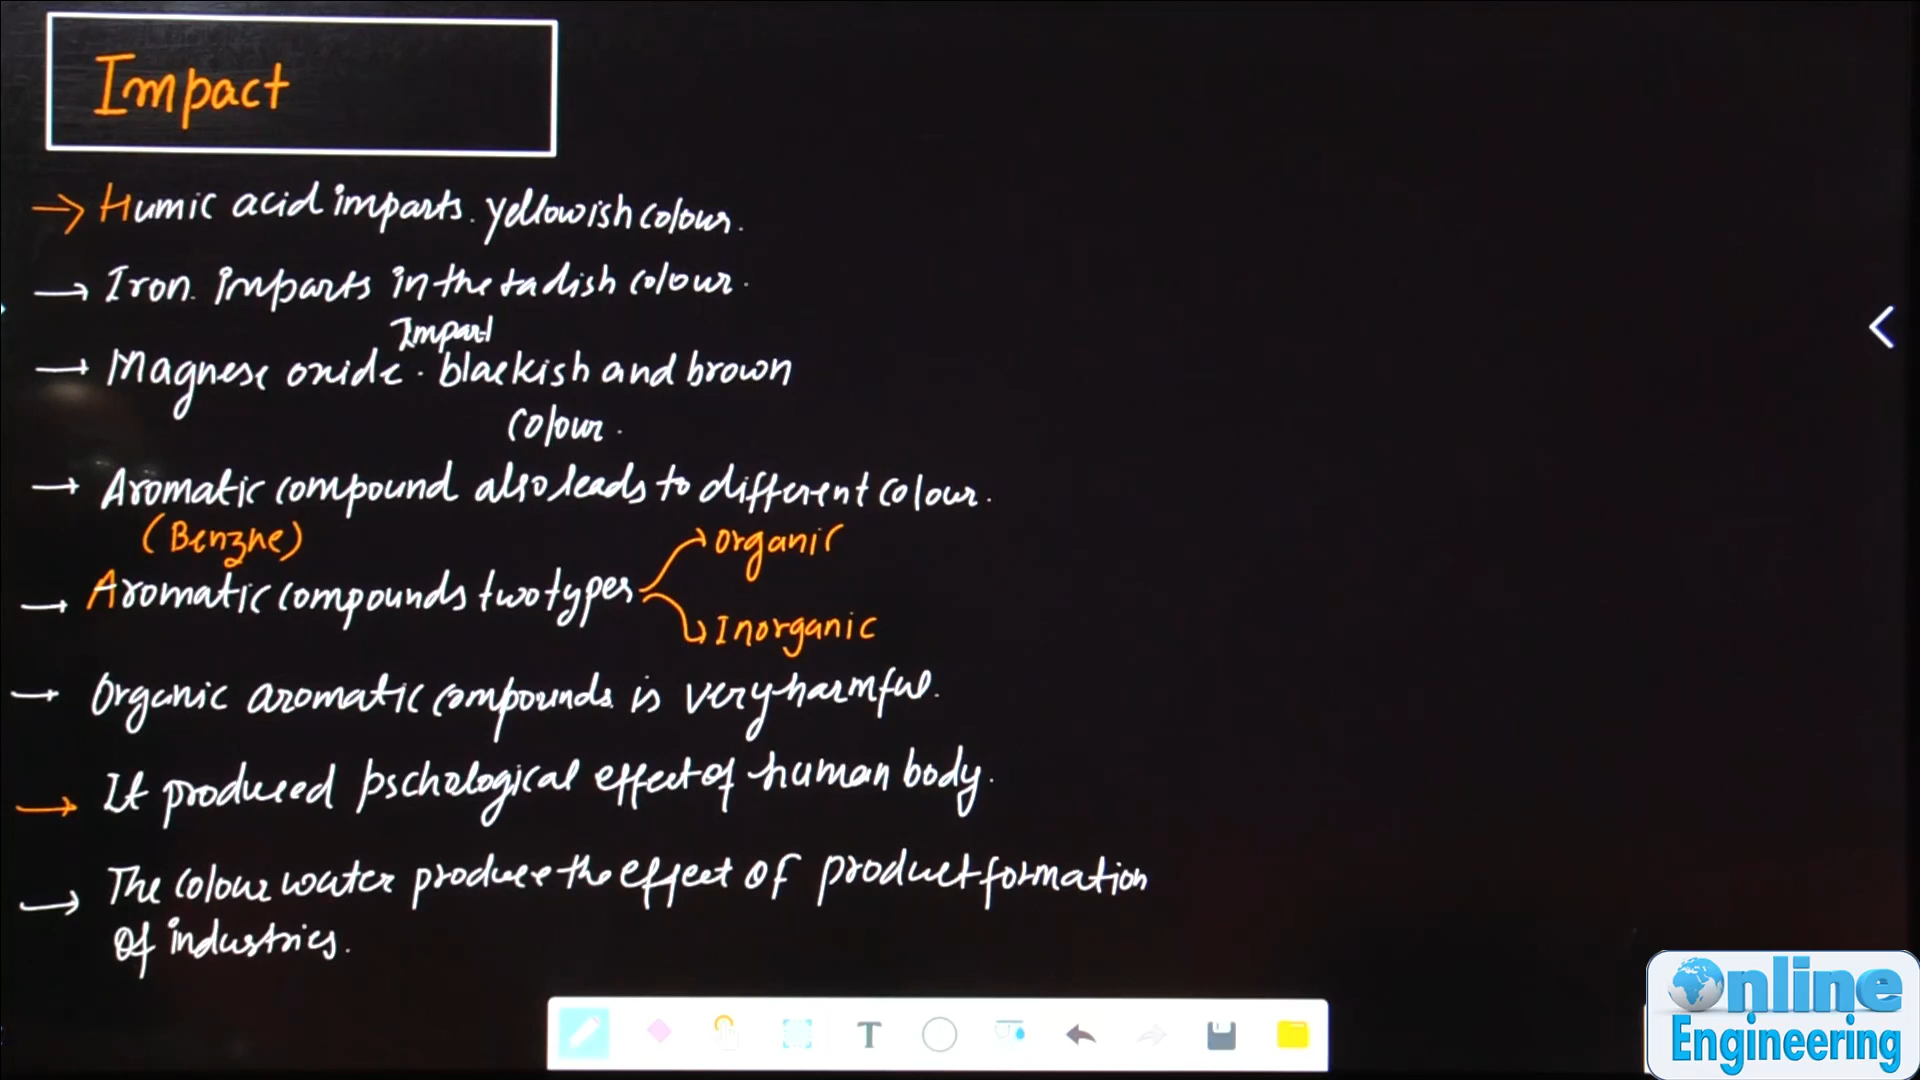 Impact
→ Humic acid imparts. yellowish colour.
→ Iron. imparts in the radish colour.
Impart
→ Magnese oxide. blackish and brown
colour.
→ Aromatic compound also leads to different colour.
(Benzne)
→ Aromatic compounds two types
Organic
Inorganic
→ Organic aromatic compounds is very harmful.
→ It produced pschological effect of human body.
→ The colour water produce the effect of product formation
of industries.
T
Online
Engineering